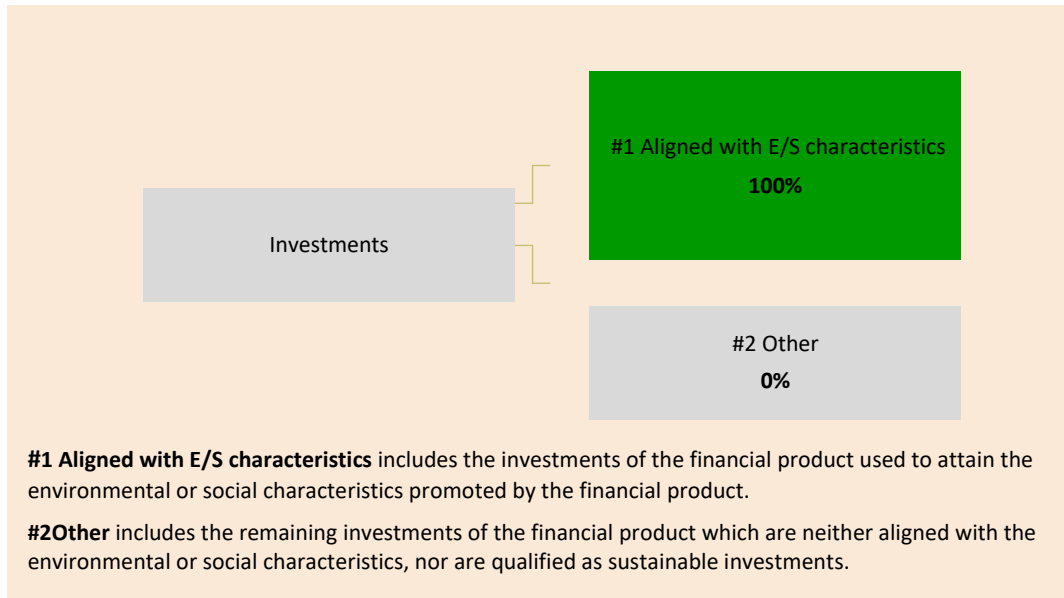 #1 Aligned with E/S characteristics
100%
Investments
#2 Other
0%
#1 Aligned with E/S characteristics includes the investments of the financial product used to attain the
environmental or social characteristics promoted by the financial product.
#2Other includes the remaining investments of the financial product which are neither aligned with the
environmental or social characteristics, nor are qualified as sustainable investments.